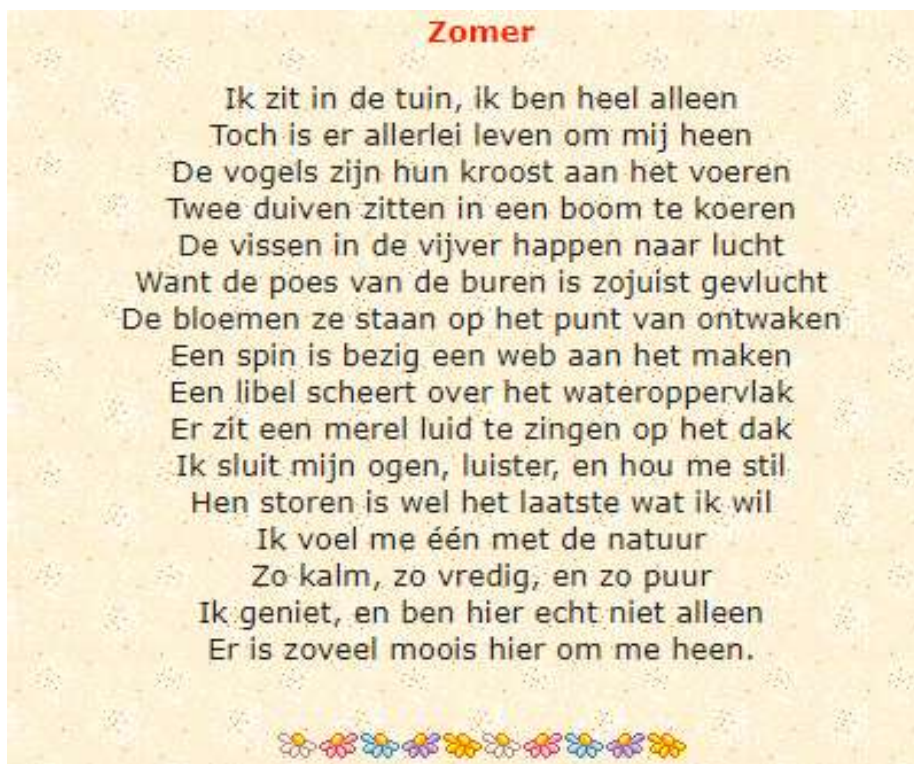 Zomer
Ik zit in de tuin, ik ben heel alleen
Toch is er allerlei leven om mij heen
De vogels zijn hun kroost aan het voeren
Twee duiven zitten in een boom te koeren
De vissen in de vijver happen naar lucht
Want de poes van de buren is zojuist gevlucht
De bloemen ze staan op het punt van ontwaken
Een spin is bezig een web aan het maken
Een libel scheert over het wateroppervlak
Er zit een merel luid te zingen op het dak
Ik sluit mijn ogen, luister, en hou me stil
Hen storen is wel het laatste wat ik wil
Ik voel me één met de natuur
Zo kalm, zo vredig, en zo puur
Ik geniet, en ben hier echt niet alleen
Er is zoveel moois hier om me heen.